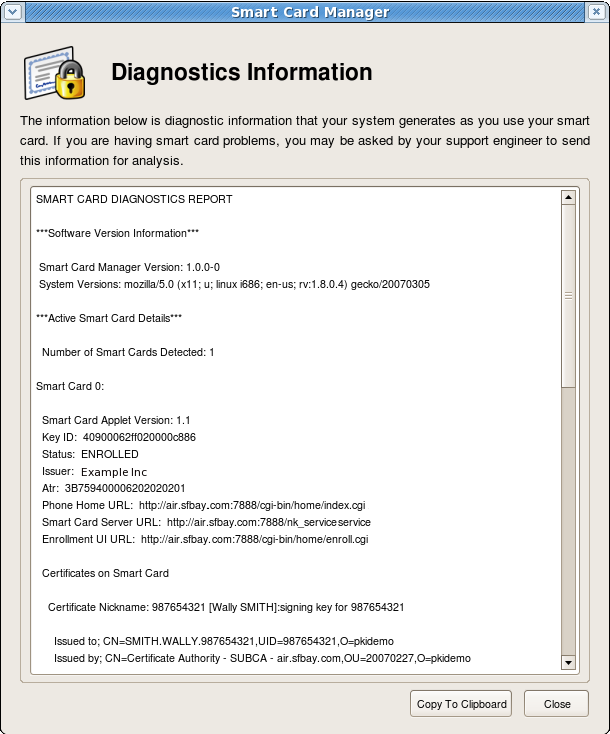 Smart Card Manager
Diagnostics Information
The information below is diagnostic information that your system generates as you use your smart
card. If you are having smart card problems, you may be asked by your support engineer to send
this information for analysis.
SMART CARD DIAGNOSTICS REPORT
***Software Version Information***
Smart Card Manager Version: 1.0.0-0
System Versions: mozilla/5.0 (x11; u; linux i686; en-us; rv:1.8.0.4) gecko/20070305
***Active Smart Card Details***
Number of Smart Cards Detected: 1
Smart Card 0:
Smart Card Applet Version: 1.1
Key ID: 40900062ff020000c886
Status: ENROLLED
Issuer: Example Inc
Atr: 3B759400006202020201
Phone Home URL: http://air.sfbay.com:7888/cgi-bin/home/index.cgi
Smart Card Server URL: http://air.sfbay.com:7888/nk_service service
Enrollment UI URL: http://air.sfbay.com:7888/cgi-bin/home/enroll.cgi
Certificates on Smart Card
Certificate Nickname: 987654321 [Wally SMITH]:signing key for 987654321
Issued to; CN=SMITH.WALLY.987654321,UID=987654321,O=pkidemo
Issued by; CN=Certificate Authority - SUBCA - air.sfbay.com,OU=20070227,O=pkidemo
Copy To Clipboard
Close